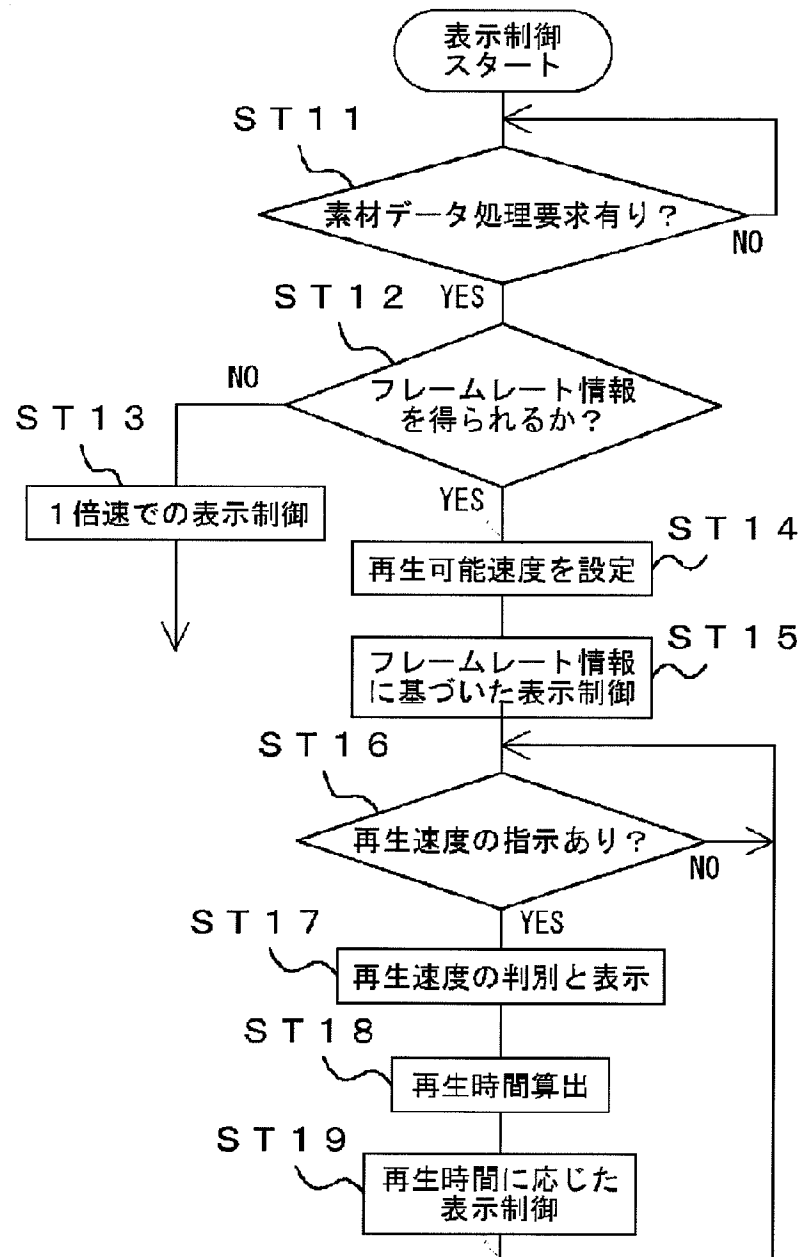 表示制御
スタート
ＳＴ１１
素材データ処理要求有り？
NO
YES
ＳＴ１２
フレームレート情報
を得られるか？
NO
ＳＴ１３
１倍速での表示制御
YES
ＳＴ１４
再生可能速度を設定
ＳＴ１５
フレームレート情報
に基づいた表示制御
ＳＴ１６
再生速度の指示あり？
NO
YES
ＳＴ１７
再生速度の判別と表示
ＳＴ１８
再生時間算出
ＳＴ１９
再生時間に応じた
表示制御